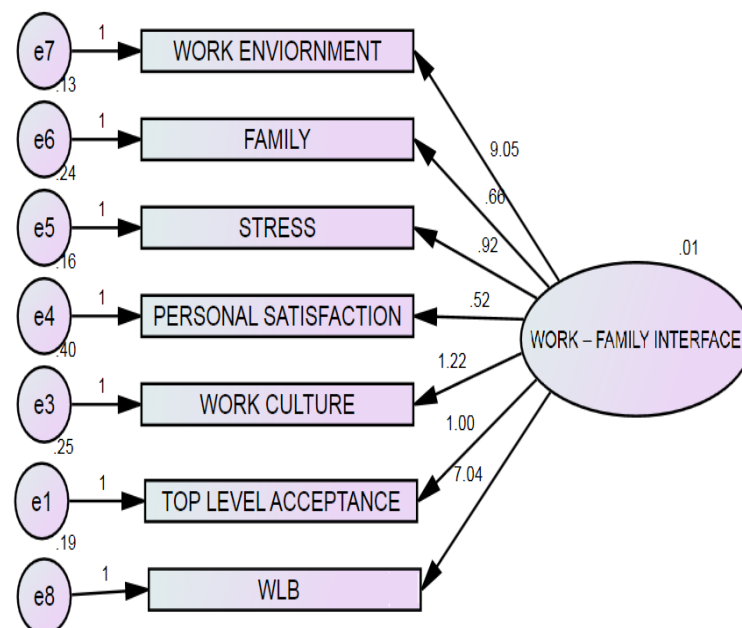 e7
1
WORK ENVIORNMENT
.13
9.05
e6
1
FAMILY
.24
.66
e5
1
STRESS
.16
.92
.01
e4
1
PERSONAL SATISFACTION
.40
.52
WORK – FAMILY INTERFACE
e3
1
WORK CULTURE
.25
1.22
e1
1
TOP LEVEL ACCEPTANCE
.19
1.00
e8
1
WLB
7.04